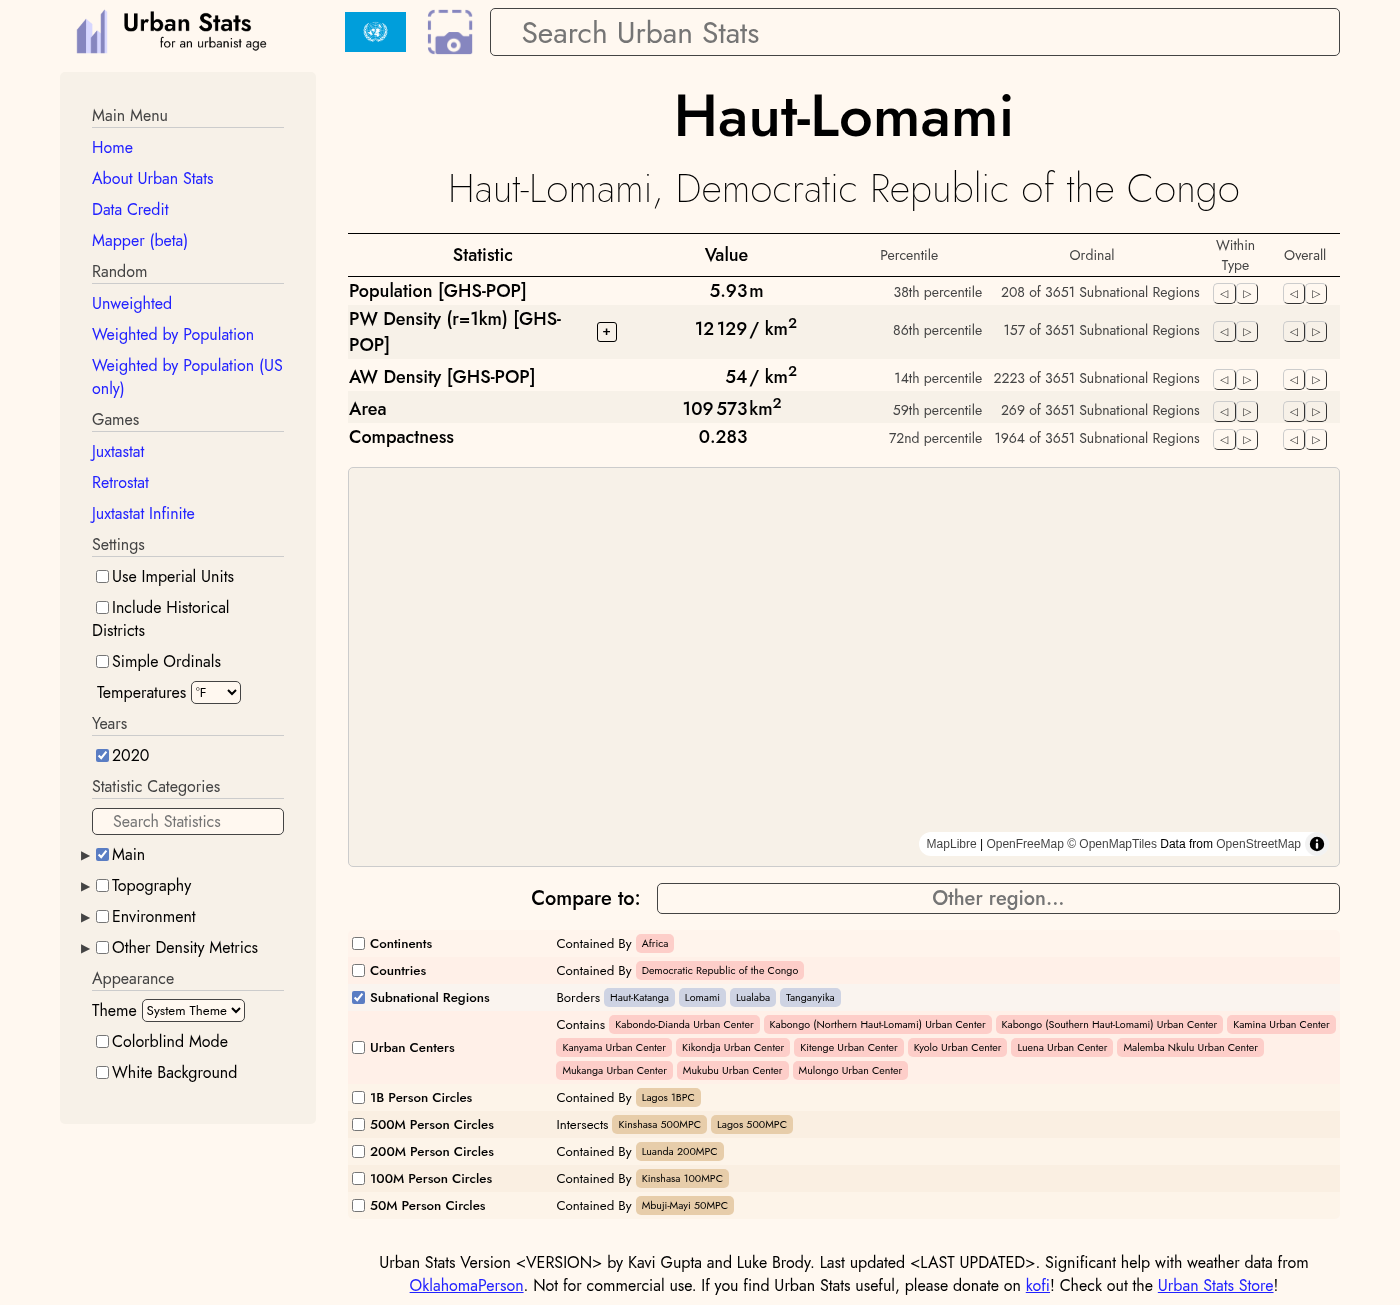 Urban Stats
for an urbanist age
Search Urban Stats
Main Menu
Home
About Urban Stats
Data Credit
Mapper (beta)
Random
Unweighted
Weighted by Population
Weighted by Population (US
only)
Games
Juxtastat
Retrostat
Juxtastat Infinite
Settings
Use Imperial Units
Include Historical
Districts
Simple Ordinals
Temperatures °F
Years
2020
Statistic Categories
Search Statistics
Main
Topography
Environment
Other Density Metrics
Appearance
Theme System Theme
Colorblind Mode
White Background
Haut-Lomami
Haut-Lomami, Democratic Republic of the Congo
Statistic Value Percentile Ordinal Within Type Overall
Population [GHS-POP] 5.93 m 38th percentile 208 of 3651 Subnational Regions
PW Density (r=1km) [GHS-
POP] + 12 129 / km² 86th percentile 157 of 3651 Subnational Regions
AW Density [GHS-POP] 54 / km² 14th percentile 2223 of 3651 Subnational Regions
Area 109 573 km² 59th percentile 269 of 3651 Subnational Regions
Compactness 0.283 72nd percentile 1964 of 3651 Subnational Regions
MapLibre | OpenFreeMap © OpenMapTiles Data from OpenStreetMap
Compare to: Other region...
Continents Contained By Africa
Countries Contained By Democratic Republic of the Congo
Subnational Regions Borders Haut-Katanga Lomami Lualaba Tanganyika
Urban Centers Contains Kabondo-Dianda Urban Center Kabongo (Northern Haut-Lomami) Urban Center Kabongo (Southern Haut-Lomami) Urban Center Kamina Urban Center
Kanyama Urban Center Kikondja Urban Center Kitenge Urban Center Kyolo Urban Center Luena Urban Center Malemba Nkulu Urban Center
Mukanga Urban Center Mukubu Urban Center Mulongo Urban Center
1B Person Circles Contained By Lagos 1BPC
500M Person Circles Intersects Kinshasa 500MPC Lagos 500MPC
200M Person Circles Contained By Luanda 200MPC
100M Person Circles Contained By Kinshasa 100MPC
50M Person Circles Contained By Mbuji-Mayi 50MPC
Urban Stats Version <VERSION> by Kavi Gupta and Luke Brody. Last updated <LAST UPDATED>. Significant help with weather data from
OklahomaPerson. Not for commercial use. If you find Urban Stats useful, please donate on kofi! Check out the Urban Stats Store!